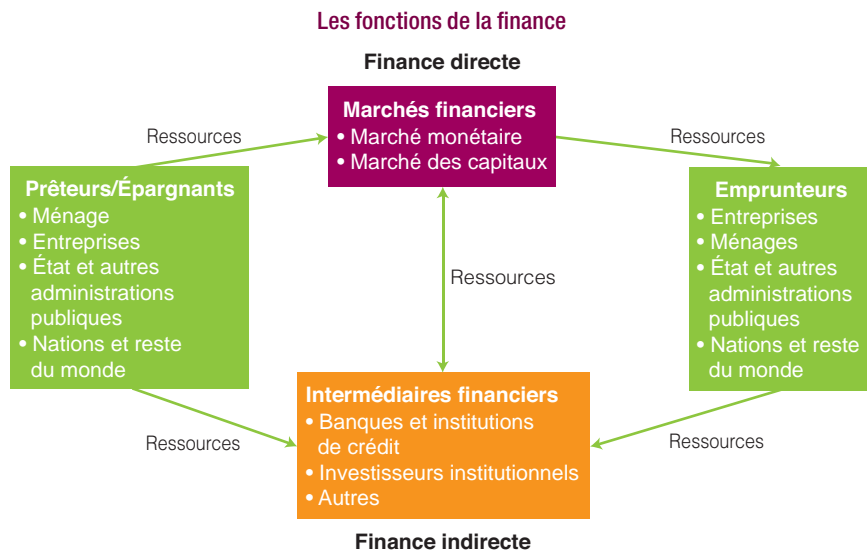 Les fonctions de la finance
Finance directe
Marchés financiers
• Marché monétaire
• Marché des capitaux
Ressources
Ressources
Prêteurs/Épargnants
• Ménage
• Entreprises
• État et autres
administrations
publiques
• Nations et reste
du monde
Ressources
Emprunteurs
• Entreprises
• Ménages
• État et autres
administrations
publiques
• Nations et reste
du monde
Ressources
Ressources
Intermédiaires financiers
• Banques et institutions
de crédit
• Investisseurs institutionnels
• Autres
Finance indirecte